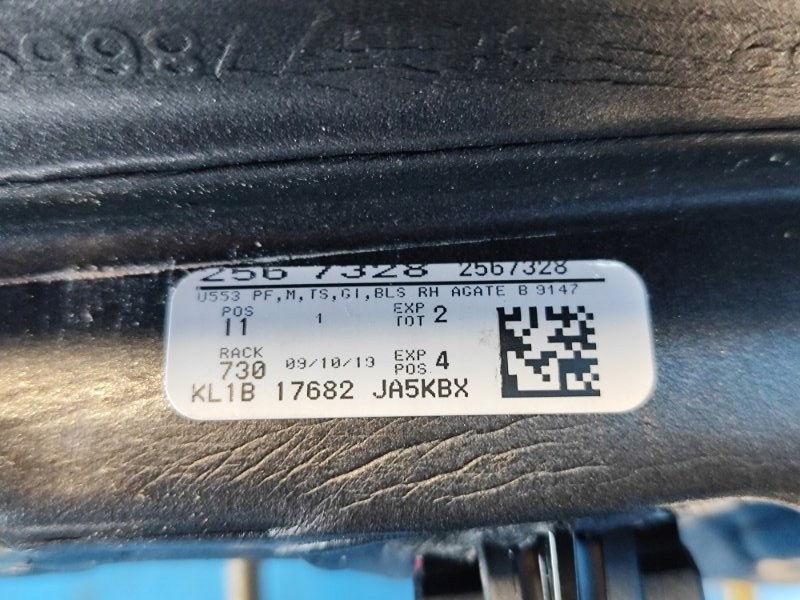 256 7328 2567328
U553 PF,M,TS,GI,BLS RH AGATE B 9147
POS 11 1 EXP TOT 2
RACK 730 09/10/19 EXP POS 4
KL1B 17682 JA5KBX